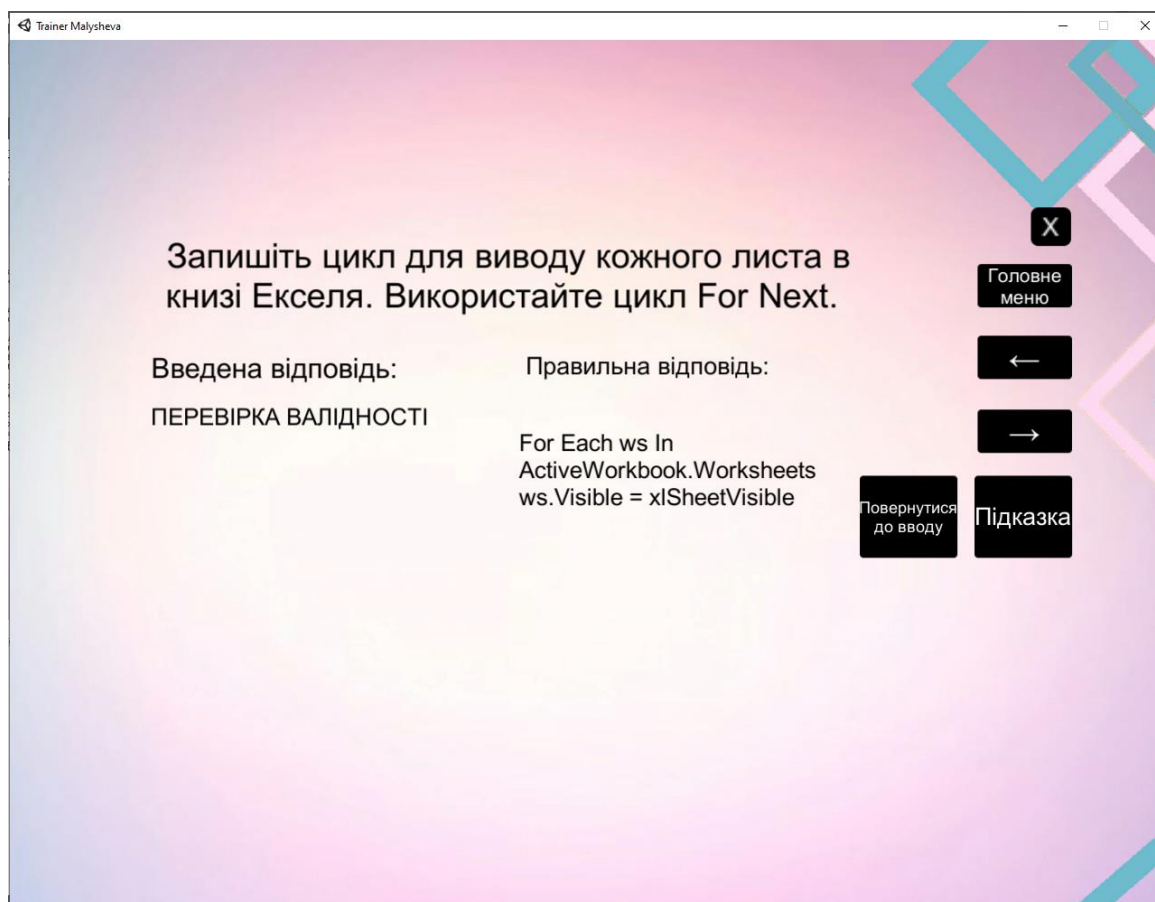 Trainer Malysheva
X
Запишіть цикл для виводу кожного листа в
книзі Екселя. Використайте цикл For Next.
Головне
меню
Введена відповідь:
Правильна відповідь:
←
ПЕРЕВІРКА ВАЛІДНОСТІ
→
For Each ws In
ActiveWorkbook.Worksheets
ws.Visible = xlSheetVisible
Повернутися
до вводу
Підказка